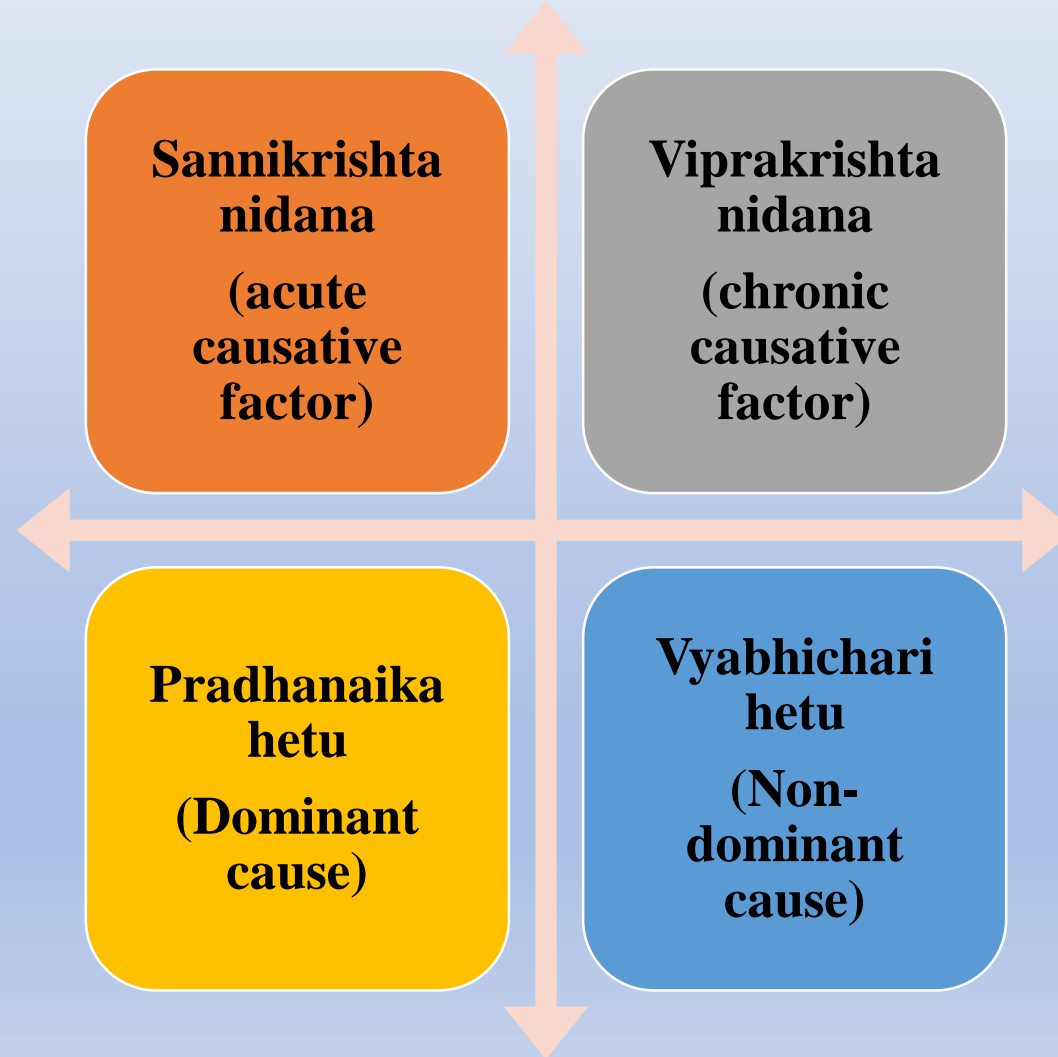 Sannikrishta
nidana
(acute
causative
factor)
Viprakrishta
nidana
(chronic
causative
factor)
Pradhanaika
hetu
(Dominant
cause)
Vyabhichari
hetu
(Non-
dominant
cause)